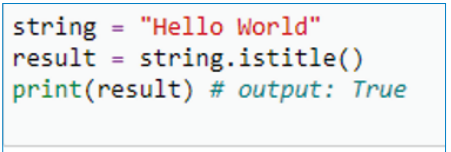 string = "Hello World"
result = string.istitle()
print(result) # output: True